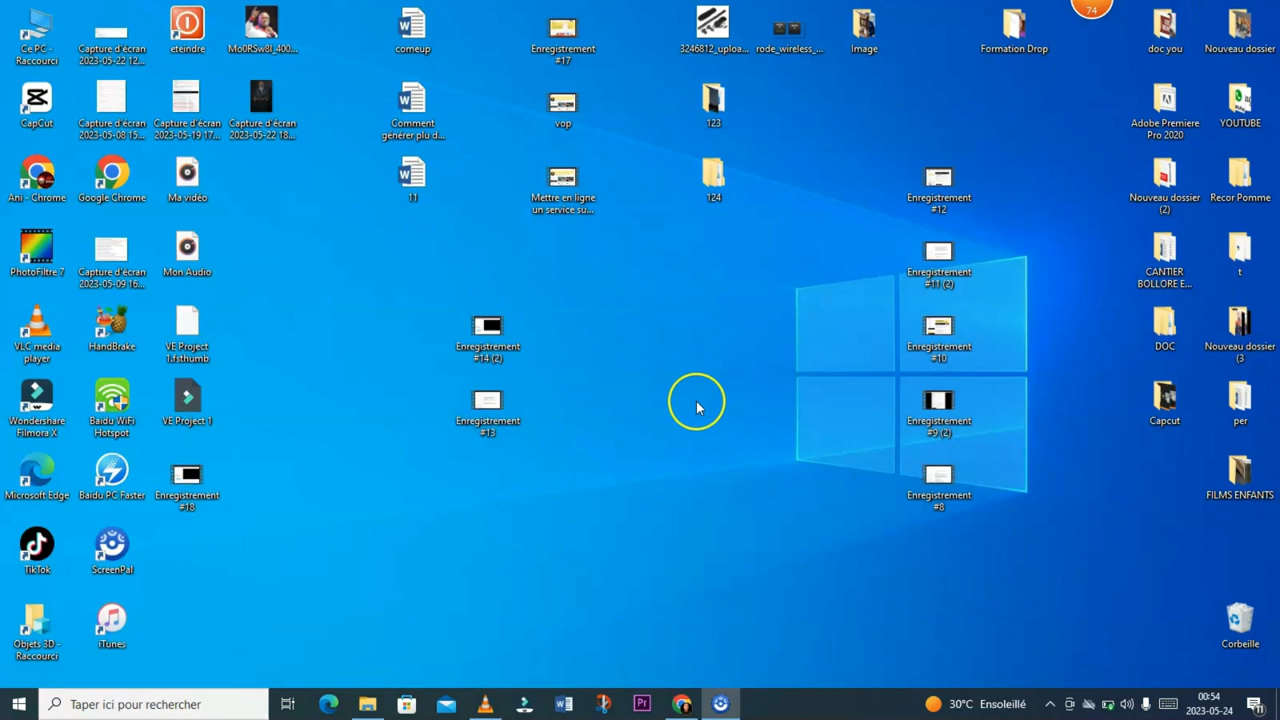 74
Ce PC -
Raccourci
Capture d'écran
2023-05-22 12...
eteindre
Mo0RSw8I_400...
comeup
Enregistrement
#17
3246812_uploa...
rode_wireless_...
Image
Formation Drop
doc you
Nouveau dossier
CapCut
Capture d'écran
2023-05-08 15...
Capture d'écran
2023-05-19 17...
Capture d'écran
2023-05-22 18...
Comment
genérer plu d...
vop
123
Adobe Premiere
Pro 2020
YOUTUBE
Ani - Chrome
Google Chrome
Ma vidéo
11
Mettre en ligne
un service su...
124
Enregistrement
#12
Nouveau dossier
(2)
Recor Pomme
PhotoFiltre 7
Capture d'écran
2023-05-09 16...
Mon Audio
Enregistrement
#11 (2)
CANTIER
BOLLORE E...
t
VLC media
player
HandBrake
VE Project
1.fsthumb
Enregistrement
#14 (2)
Enregistrement
#10
DOC
Nouveau dossier
(3
Wondershare
Filmora X
Baidu WiFi
Hotspot
VE Project 1
Enregistrement
#13
Enregistrement
#9 (2)
Capcut
per
Microsoft Edge
Baidu PC Faster
Enregistrement
#18
Enregistrement
#8
FILMS ENFANTS
TikTok
ScreenPal
Objets 3D -
Raccourci
iTunes
Corbeille
Taper ici pour rechercher
Pr
30°C Ensoleillé
00:54
2023-05-24
11